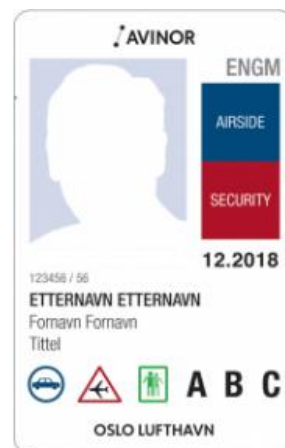 AVINOR
ENGM
AIRSIDE
SECURITY
12.2018
123456 / 56
ETTERNAVN ETTERNAVN
Fornavn Fornavn
Tittel
A B C
OSLO LUFTHAVN